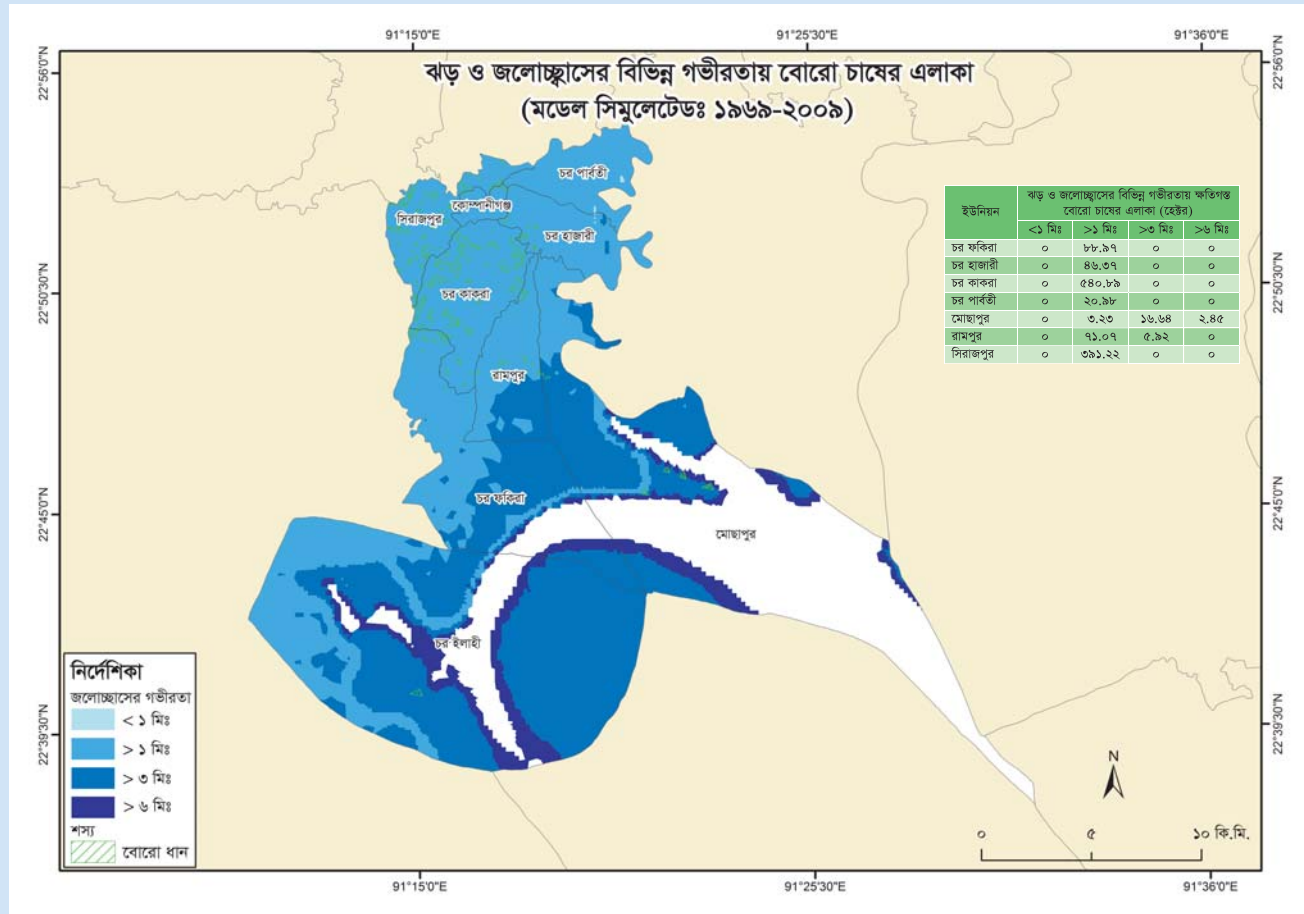 91°15'0"E
91°25'30"E
91°36'0"E
22°56'0"N
22°56'0"N
ঝড় ও জলোচ্ছ্বাসের বিভিন্ন গভীরতায় বোরো চাষের এলাকা
(মডেল সিমুলেটেডঃ ১৯৬৯-২০০৯)
চর পার্বতী
কোম্পানীগঞ্জ
সিরাজপুর
চর হাজারী
চর কাকরা
রামপুর
চর ফকিরা
মোছাপুর
চর ইলাহী
ইউনিয়ন
ঝড় ও জলোচ্ছ্বাসের বিভিন্ন গভীরতায় ক্ষতিগস্ত
বোরো চাষের এলাকা (হেক্টর)
<১ মিঃ >১ মিঃ >৩ মিঃ >৬ মিঃ
চর ফকিরা ০ ৮৮.৯৭ ০ ০
চর হাজারী ০ ৪৬.৩৭ ০ ০
চর কাকরা ০ ৫৪০.৮৯ ০ ০
চর পার্বতী ০ ২০.৯৮ ০ ০
মোছাপুর ০ ৩.২৩ ১৬.৬৪ ২.৪৫
রামপুর ০ ৭১.০৭ ৫.৯২ ০
সিরাজপুর ০ ৩৯১.২২ ০ ০
22°50'30"N
22°50'30"N
22°45'0"N
22°45'0"N
22°39'30"N
22°39'30"N
নির্দেশিকা
জলোচ্ছাসের গভীরতা
< ১ মিঃ
> ১ মিঃ
> ৩ মিঃ
> ৬ মিঃ
শস্য
বোরো ধান
N
০ ৫ ১০ কি.মি.
91°15'0"E
91°25'30"E
91°36'0"E